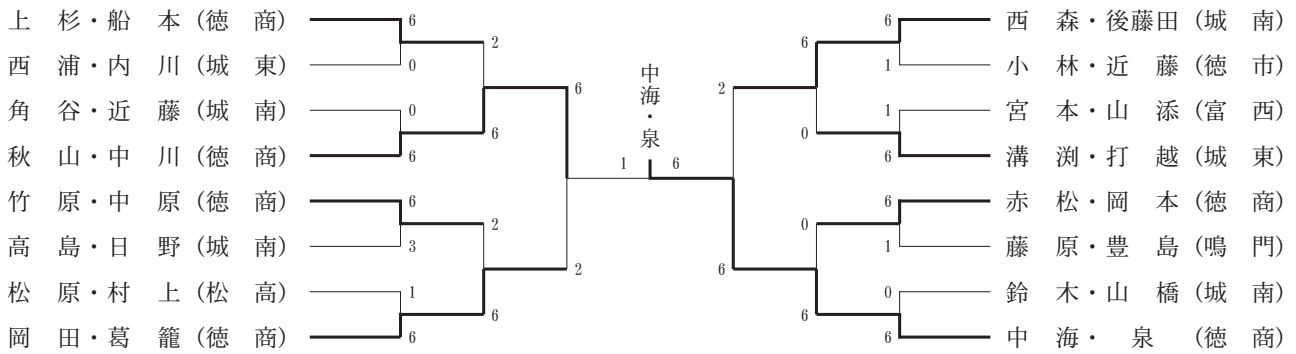 上 杉・船 本 (徳 商)
西 浦・内 川 (城 東)
角 谷・近 藤 (城 南)
秋 山・中 川 (徳 商)
竹 原・中 原 (徳 商)
高 島・日 野 (城 南)
松 原・村 上 (松 高)
岡 田・葛 籠 (徳 商)
6
0
0
6
6
3
1
6
2
6
2
6
6
2
1
中海・泉
6
2
6
6
0
0
6
6
1
1
6
6
1
0
6
西 森・後藤田 (城 南)
小 林・近 藤 (徳 市)
宮 本・山 添 (富 西)
溝 渕・打 越 (城 東)
赤 松・岡 本 (徳 商)
藤 原・豊 島 (鳴 門)
鈴 木・山 橋 (城 南)
中 海・ 泉 (徳 商)